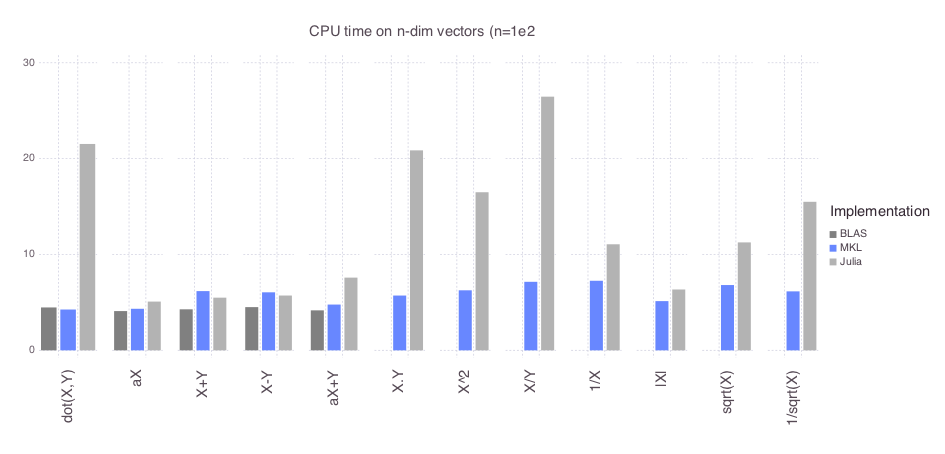 CPU time on n-dim vectors (n=1e2
30
20
10
0
dot(X,Y)
aX
X+Y
X-Y
aX+Y
X.Y
X^2
X/Y
1/X
|X|
sqrt(X)
1/sqrt(X)
Implementation
BLAS
MKL
Julia